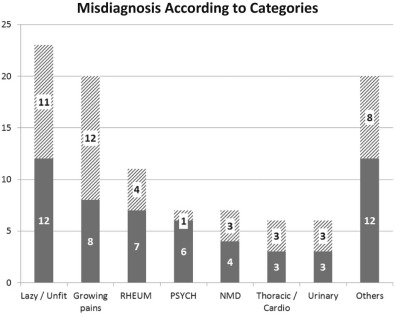 Misdiagnosis According to Categories
25
20
15
10
5
0
11
12
12
8
4
7
1
6
3
4
3
3
3
3
8
12
Lazy / Unfit
Growing pains
RHEUM
PSYCH
NMD
Thoracic / Cardio
Urinary
Others